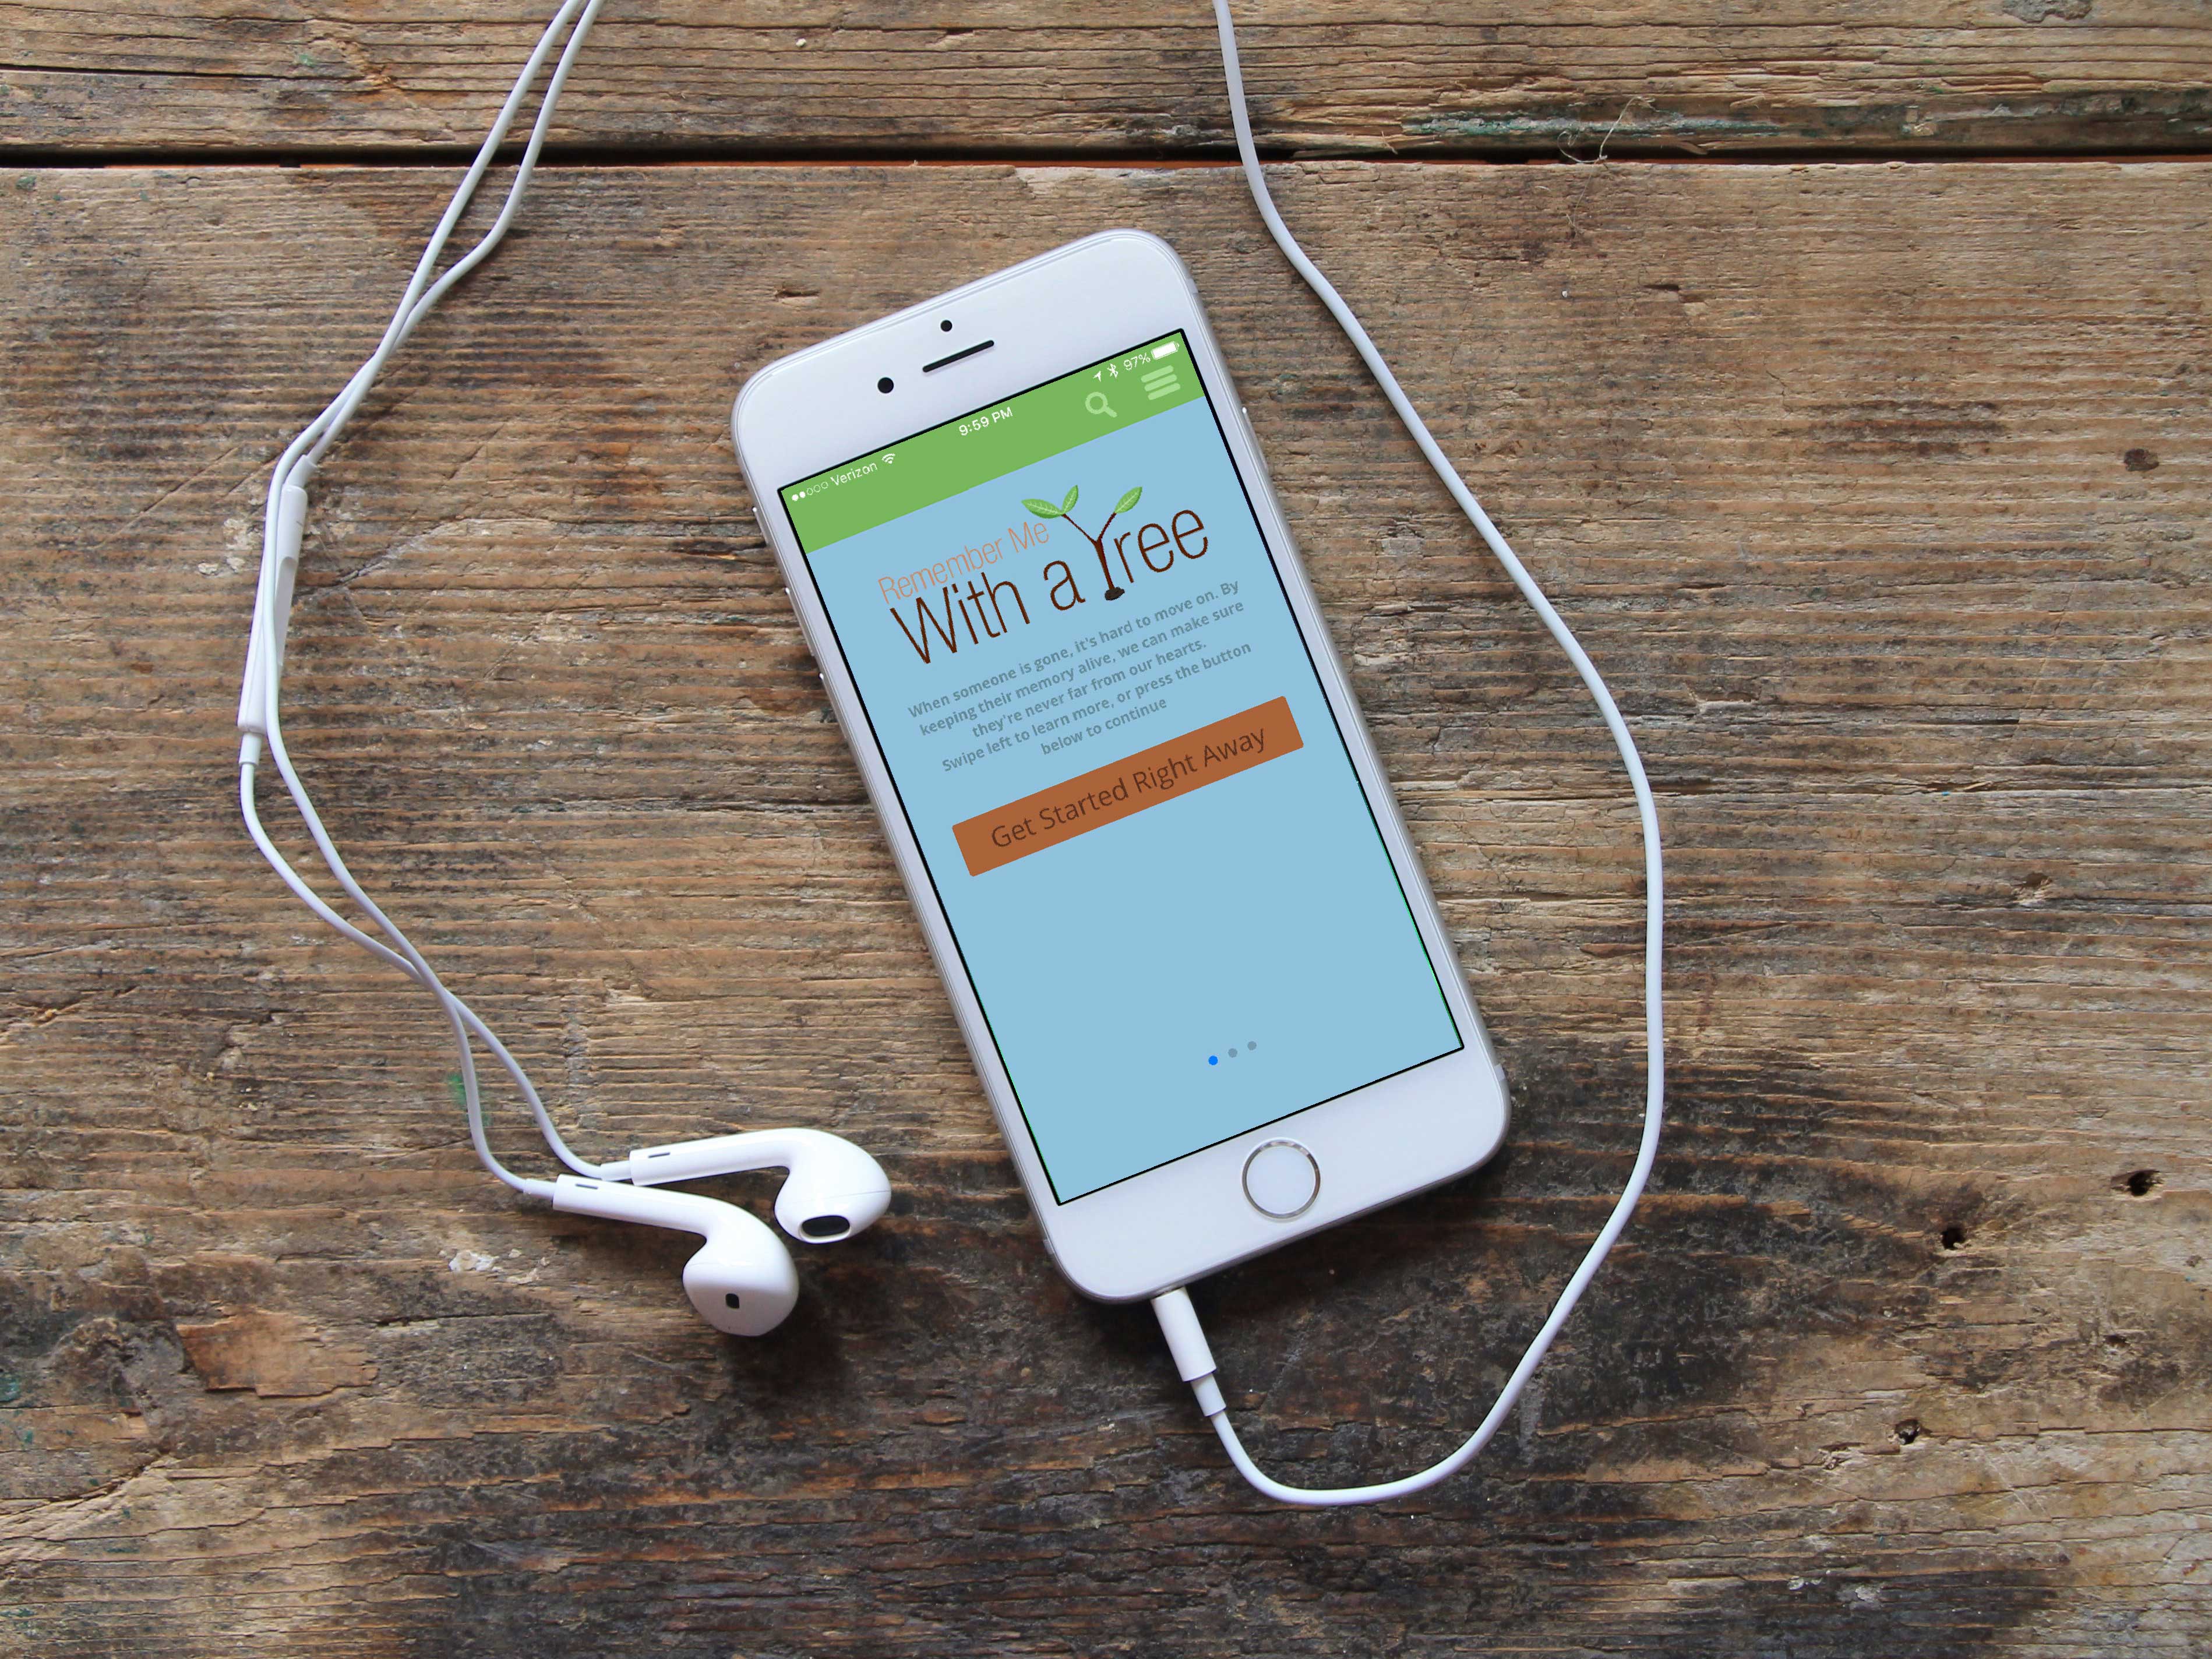 Verizon 9:59 PM 97%
Remember Me
With a Tree
When someone is gone, it's hard to move on. By
keeping their memory alive, we can make sure
they're never far from our hearts.
Swipe left to learn more, or press the button
below to continue
Get Started Right Away